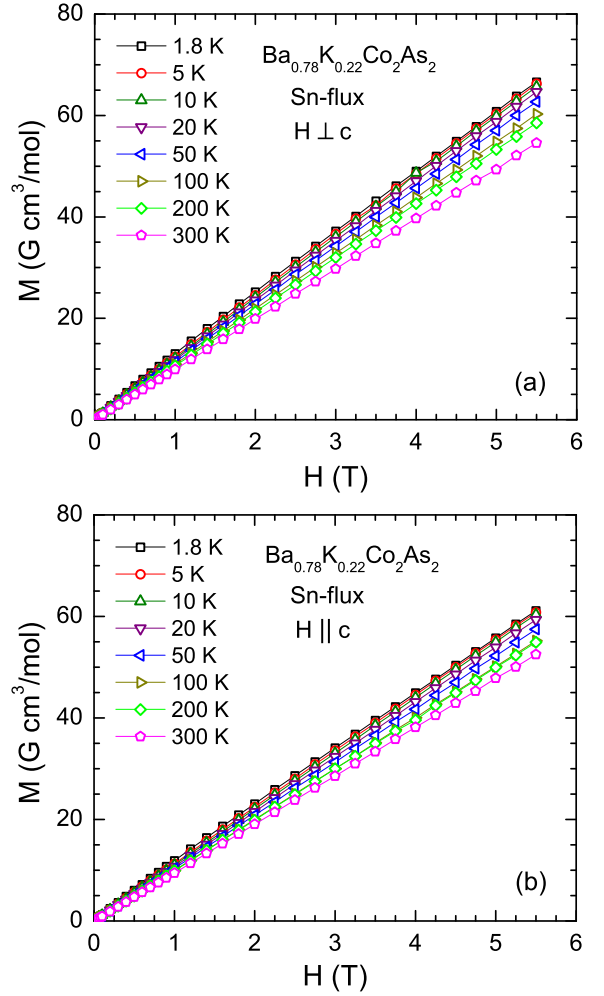 80
60
40
20
0
M (G cm³/mol)
1.8 K
5 K
10 K
20 K
50 K
100 K
200 K
300 K
Ba₀.₇₈K₀.₂₂Co₂As₂
Sn-flux
H ⊥ c
(a)
0 1 2 3 4 5 6
H (T)
80
60
40
20
0
M (G cm³/mol)
1.8 K
5 K
10 K
20 K
50 K
100 K
200 K
300 K
Ba₀.₇₈K₀.₂₂Co₂As₂
Sn-flux
H || c
(b)
0 1 2 3 4 5 6
H (T)